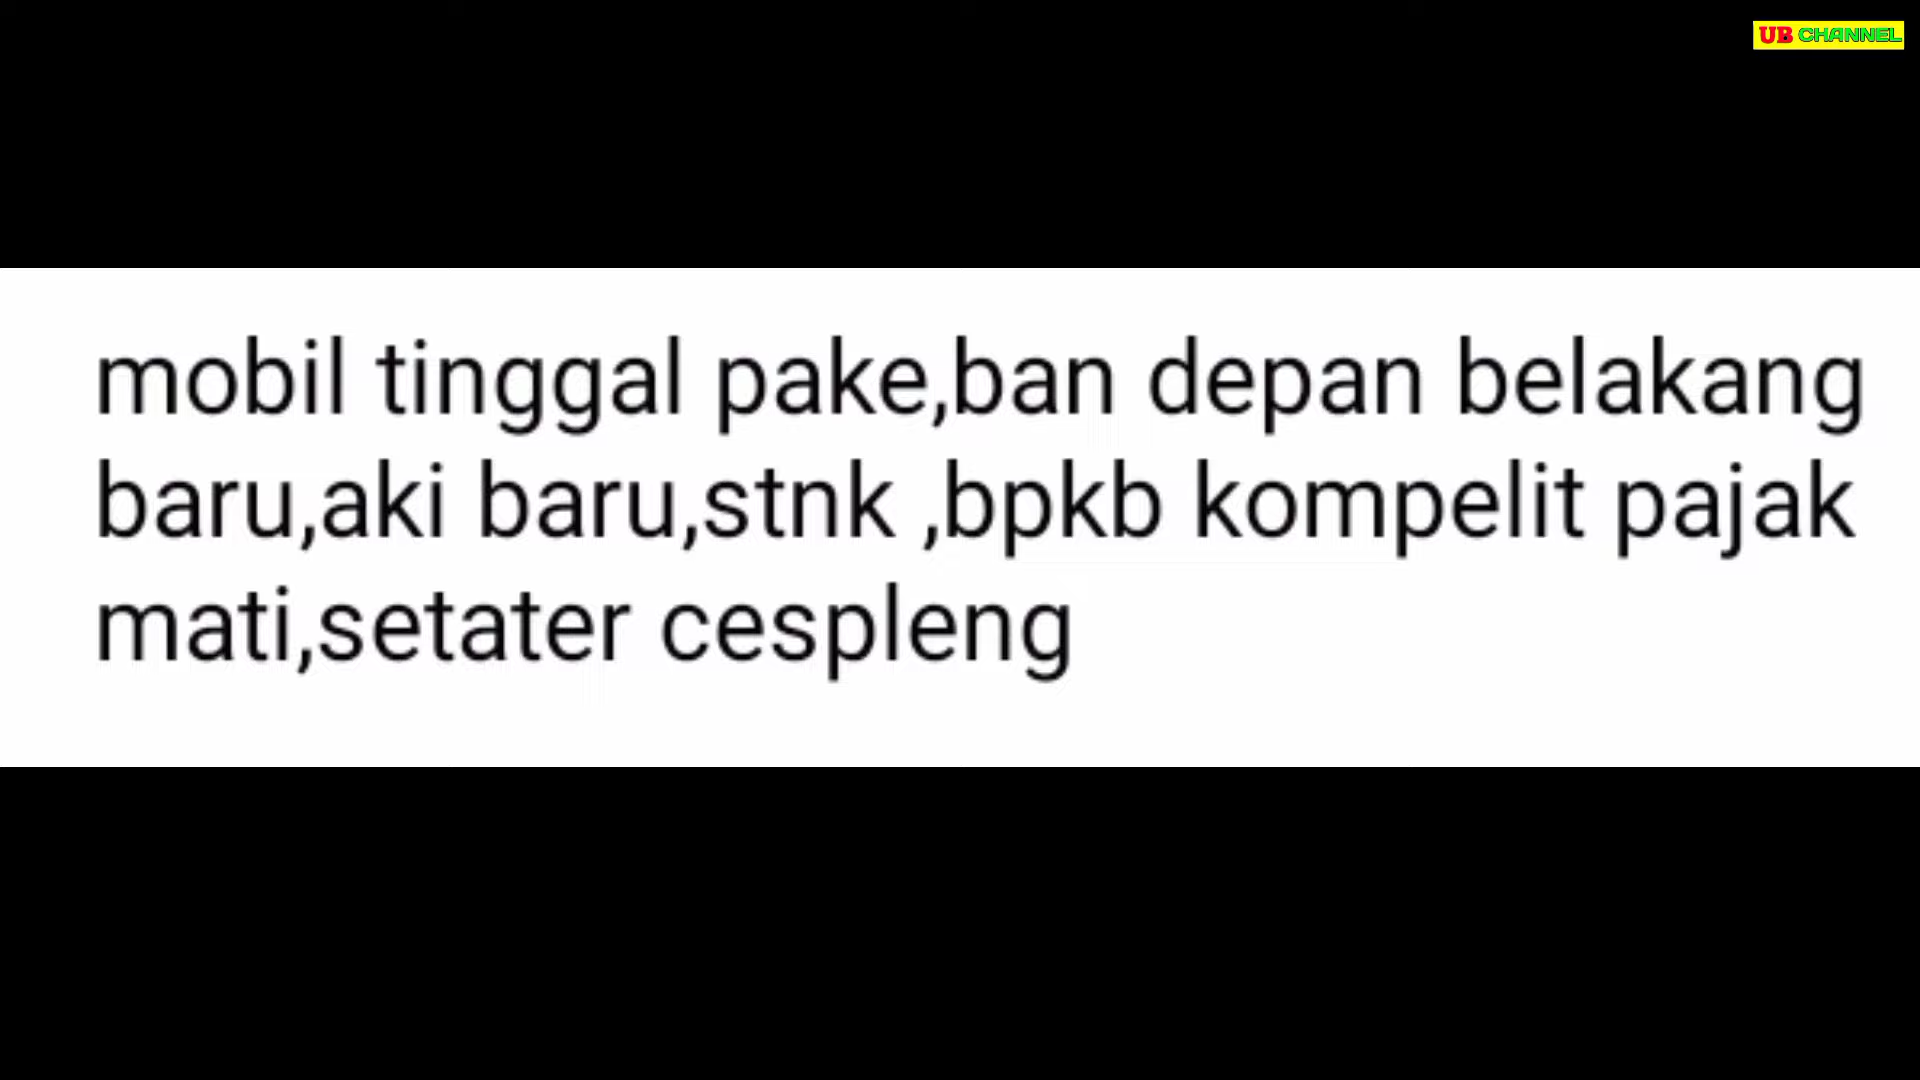 UB CHANNEL
mobil tinggal pake,ban depan belakang
baru,aki baru,stnk ,bpkb kompelit pajak
mati,setater cespleng